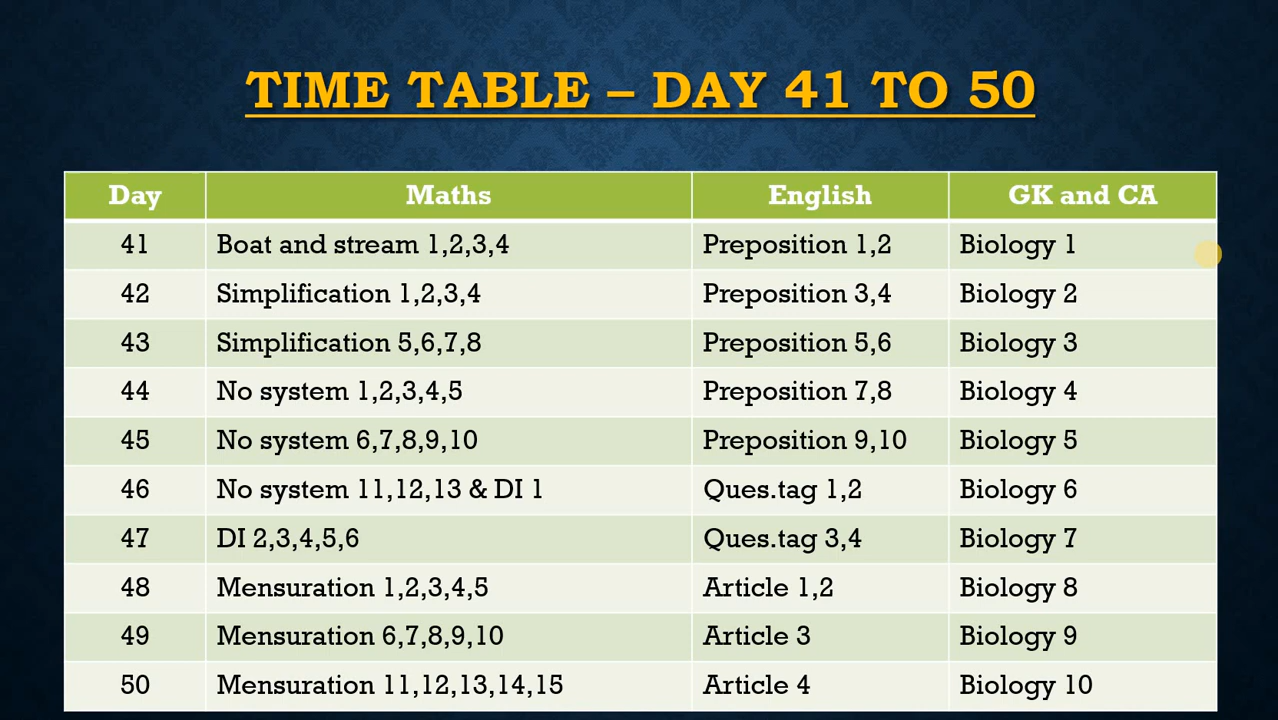 TIME TABLE – DAY 41 TO 50
Day Maths English GK and CA
41 Boat and stream 1,2,3,4 Preposition 1,2 Biology 1
42 Simplification 1,2,3,4 Preposition 3,4 Biology 2
43 Simplification 5,6,7,8 Preposition 5,6 Biology 3
44 No system 1,2,3,4,5 Preposition 7,8 Biology 4
45 No system 6,7,8,9,10 Preposition 9,10 Biology 5
46 No system 11,12,13 & DI 1 Ques.tag 1,2 Biology 6
47 DI 2,3,4,5,6 Ques.tag 3,4 Biology 7
48 Mensuration 1,2,3,4,5 Article 1,2 Biology 8
49 Mensuration 6,7,8,9,10 Article 3 Biology 9
50 Mensuration 11,12,13,14,15 Article 4 Biology 10